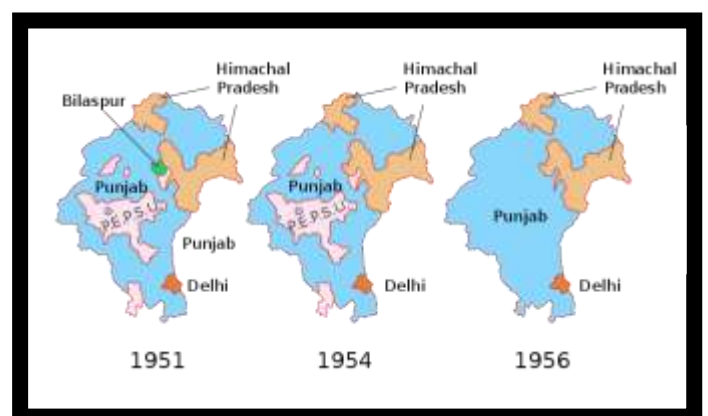 Himachal
Pradesh
Bilaspur
Punjab
P.E.P.S.U
Punjab
Delhi
1951
Himachal
Pradesh
Punjab
P.E.P.S.U
Delhi
1954
Himachal
Pradesh
Punjab
Delhi
1956